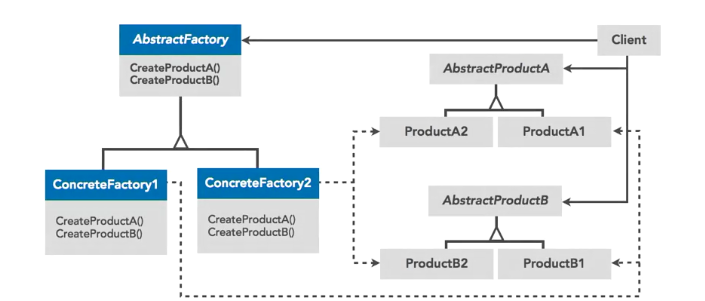 AbstractFactory
CreateProductA()
CreateProductB()
Client
AbstractProductA
ProductA2
ProductA1
ConcreteFactory1
CreateProductA()
CreateProductB()
ConcreteFactory2
CreateProductA()
CreateProductB()
AbstractProductB
ProductB2
ProductB1